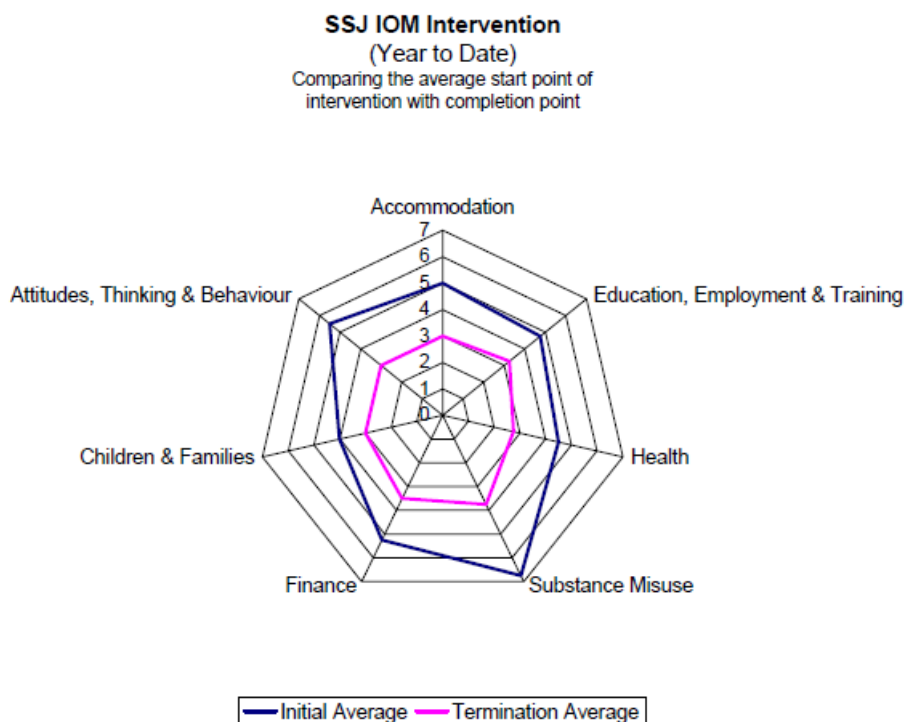 SSJ IOM Intervention
(Year to Date)
Comparing the average start point of
intervention with completion point
Accommodation
7
6
5
4
3
2
1
0
Attitudes, Thinking & Behaviour
Education, Employment & Training
Children & Families
Health
Finance
Substance Misuse
Initial Average Termination Average